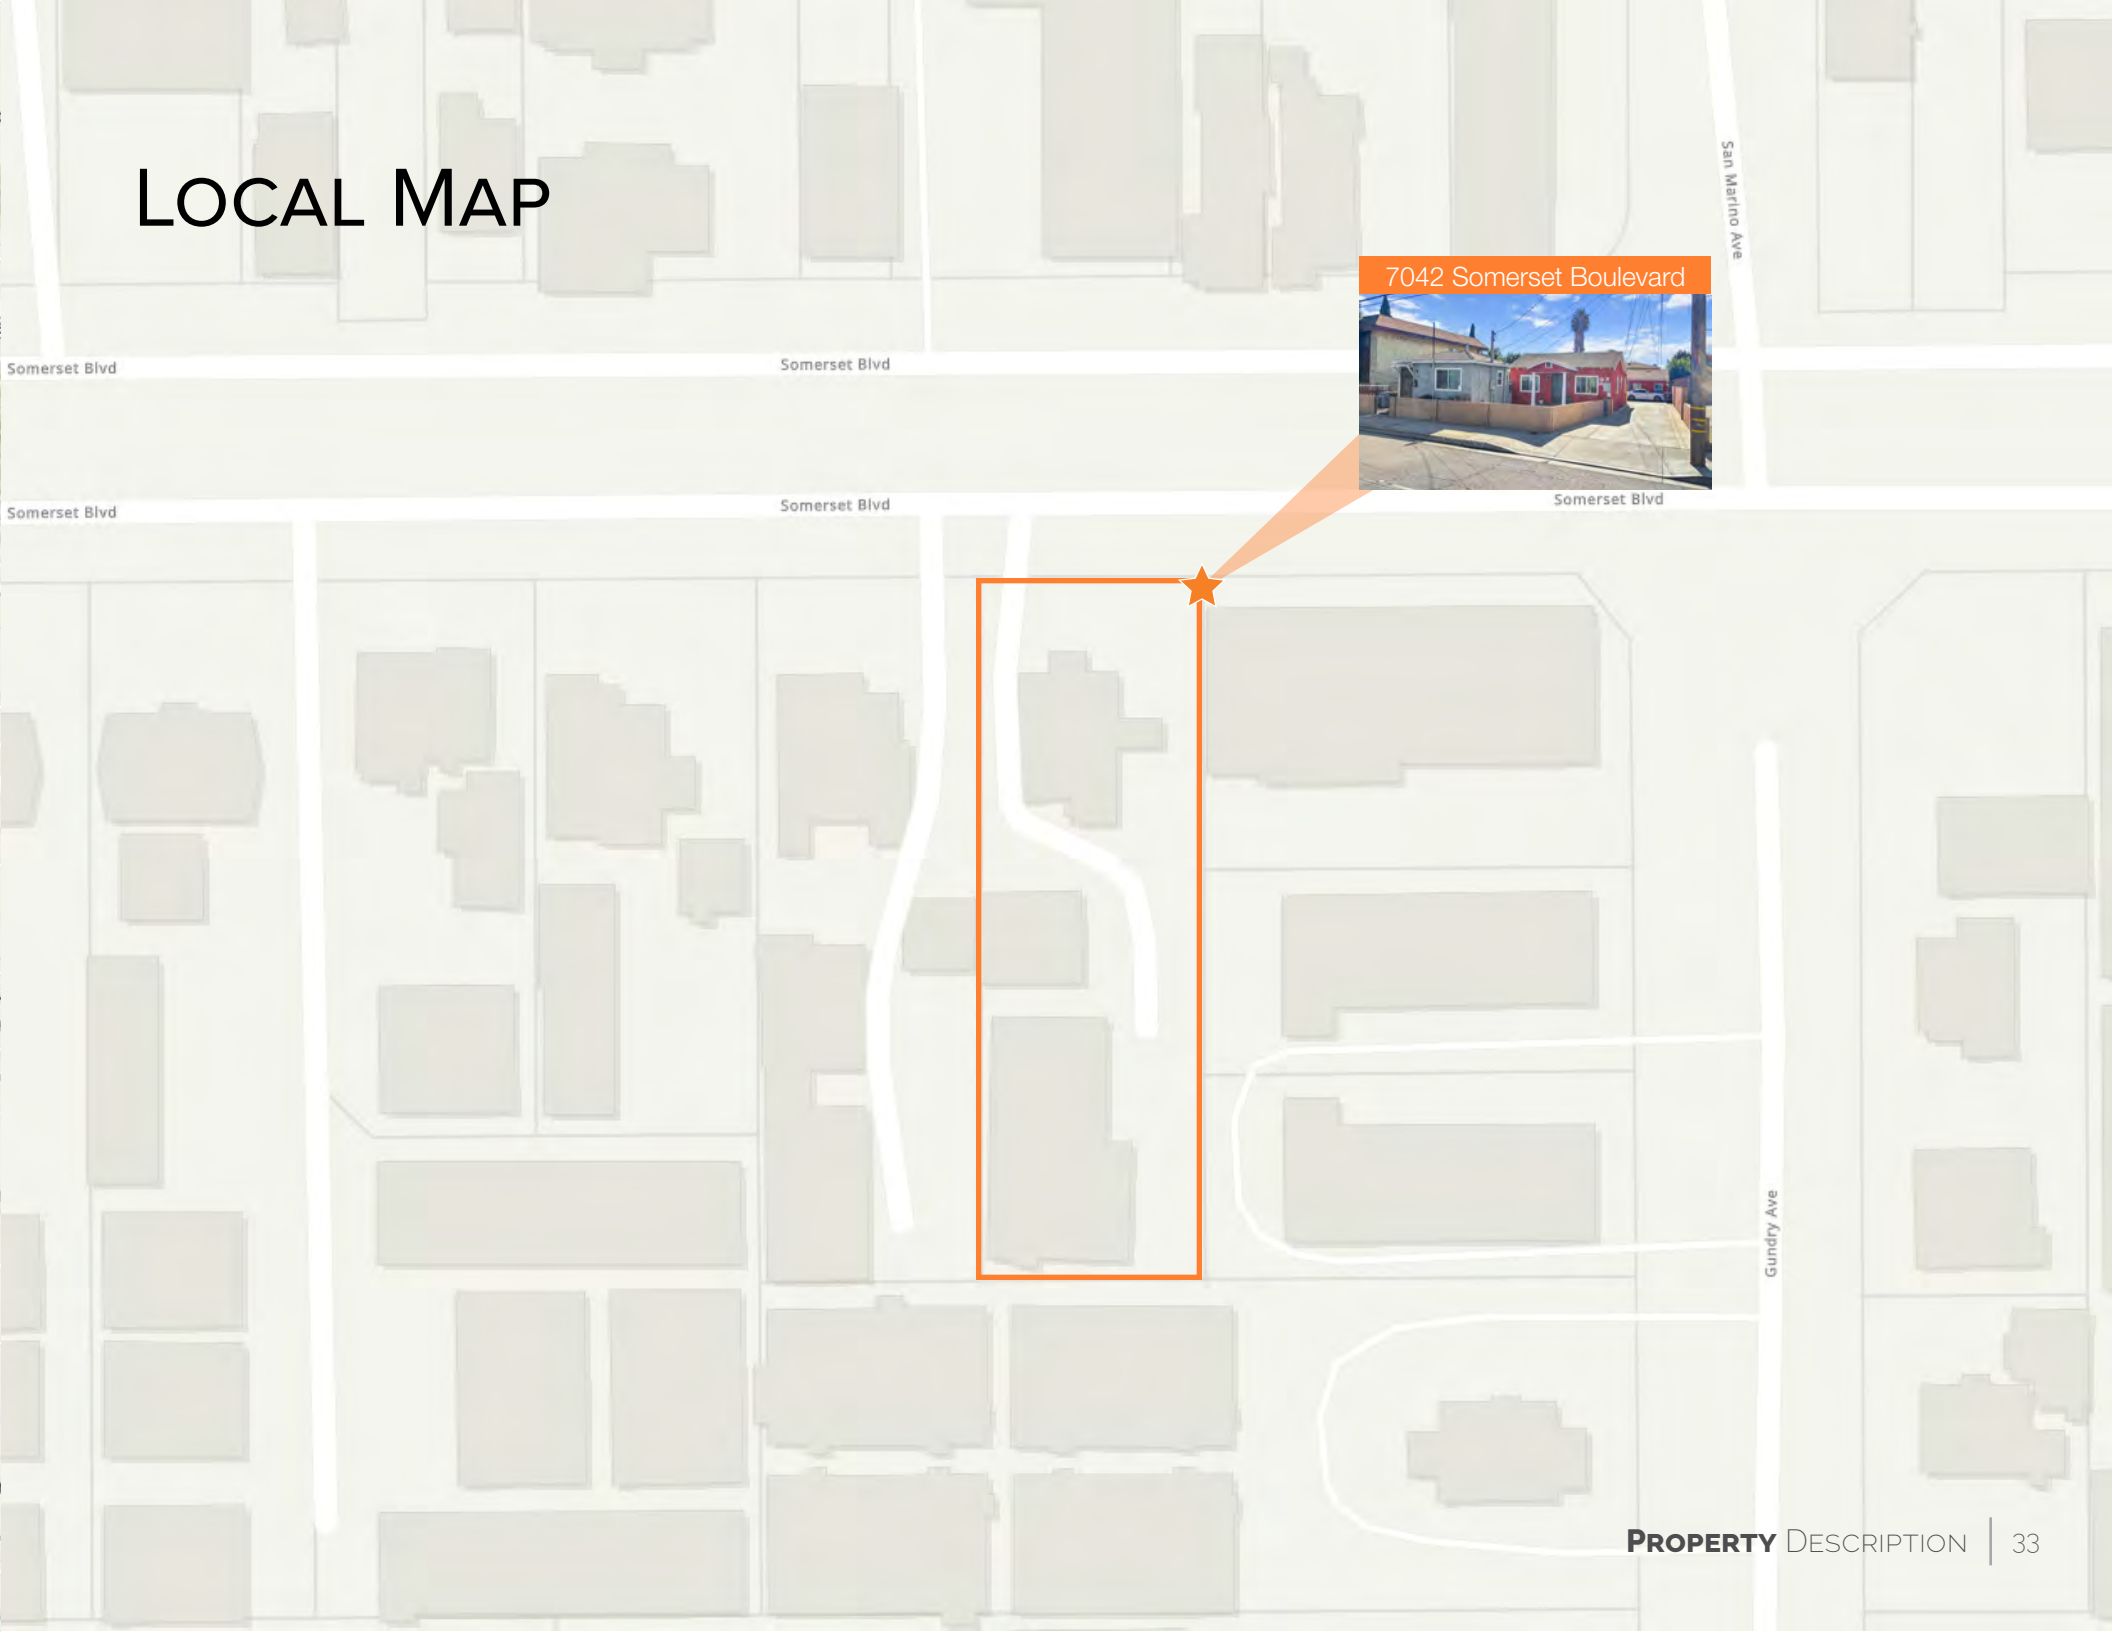 LOCAL MAP
San Marino Ave
7042 Somerset Boulevard
Somerset Blvd
Somerset Blvd
Somerset Blvd
Somerset Blvd
Somerset Blvd
Gundry Ave
PROPERTY DESCRIPTION | 33